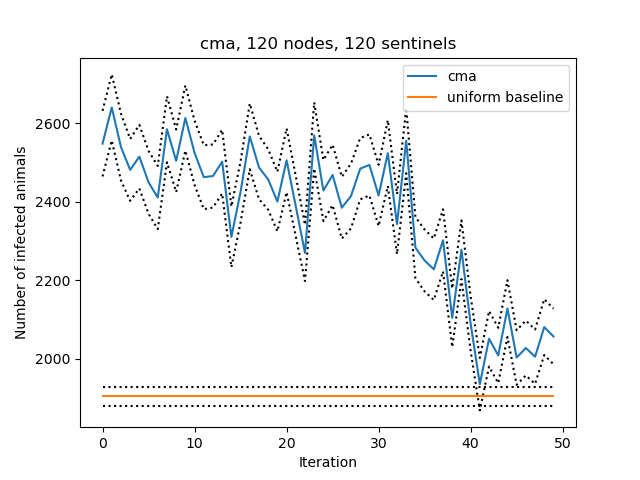 cma, 120 nodes, 120 sentinels
cma
uniform baseline
Number of infected animals
2600
2400
2200
2000
0 10 20 30 40 50
Iteration